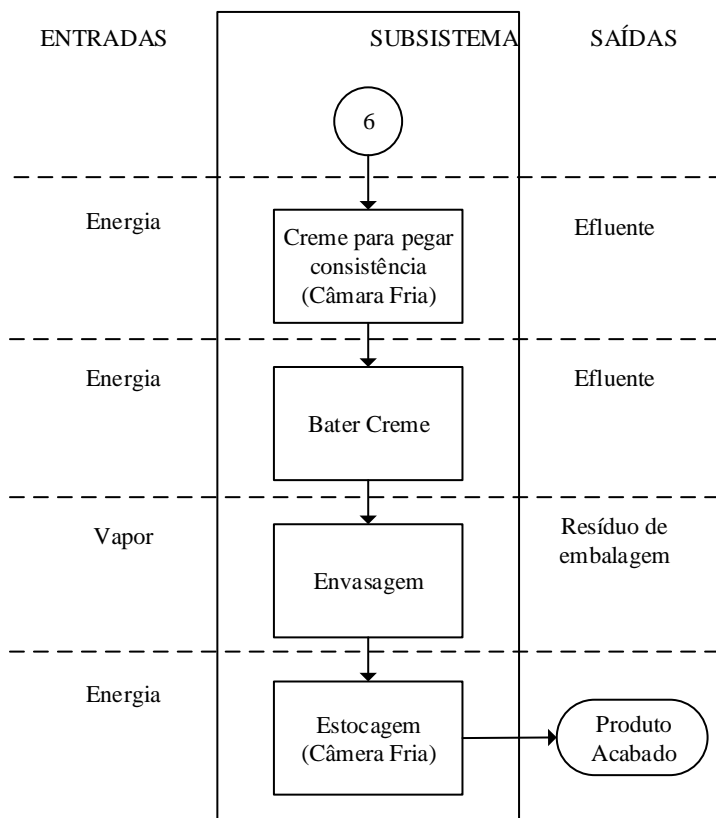 ENTRADAS
SUBSISTEMA
SAÍDAS
6
Energia
Creme para pegar
consistência
(Câmara Fria)
Efluente
Energia
Bater Creme
Efluente
Vapor
Envasagem
Resíduo de
embalagem
Energia
Estocagem
(Câmera Fria)
Produto
Acabado